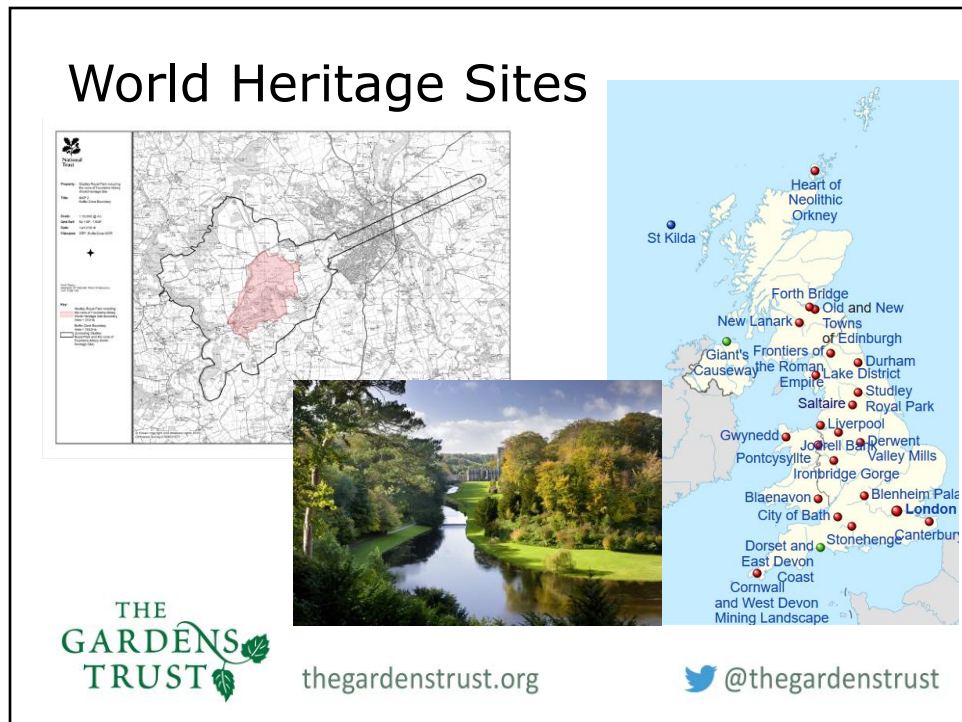 World Heritage Sites
National
Trust
Key:
Heart of
Neolithic
Orkney
St Kilda
Forth Bridge
Old and New
Towns
of Edinburgh
New Lanark
Giant's
Causeway
Frontiers of
the Roman
Empire
Durham
Lake District
Studley
Royal Park
Saltaire
Liverpool
Gwynedd
Jodrell Bank
Derwent
Valley Mills
Pontcysyllte
Ironbridge Gorge
Blaenavon
Blenheim Pala
City of Bath
London
Stonehenge
Canterbury
Dorset and
East Devon
Coast
Cornwall
and West Devon
Mining Landscape
THE
GARDENS
TRUST
thegardenstrust.org
@thegardenstrust